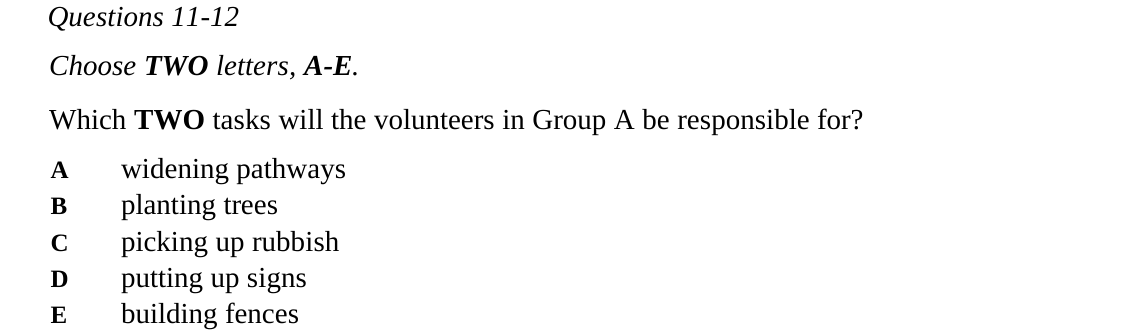 Questions 11-12
Choose TWO letters, A-E.
Which TWO tasks will the volunteers in Group A be responsible for?
A widening pathways
B planting trees
C picking up rubbish
D putting up signs
E building fences